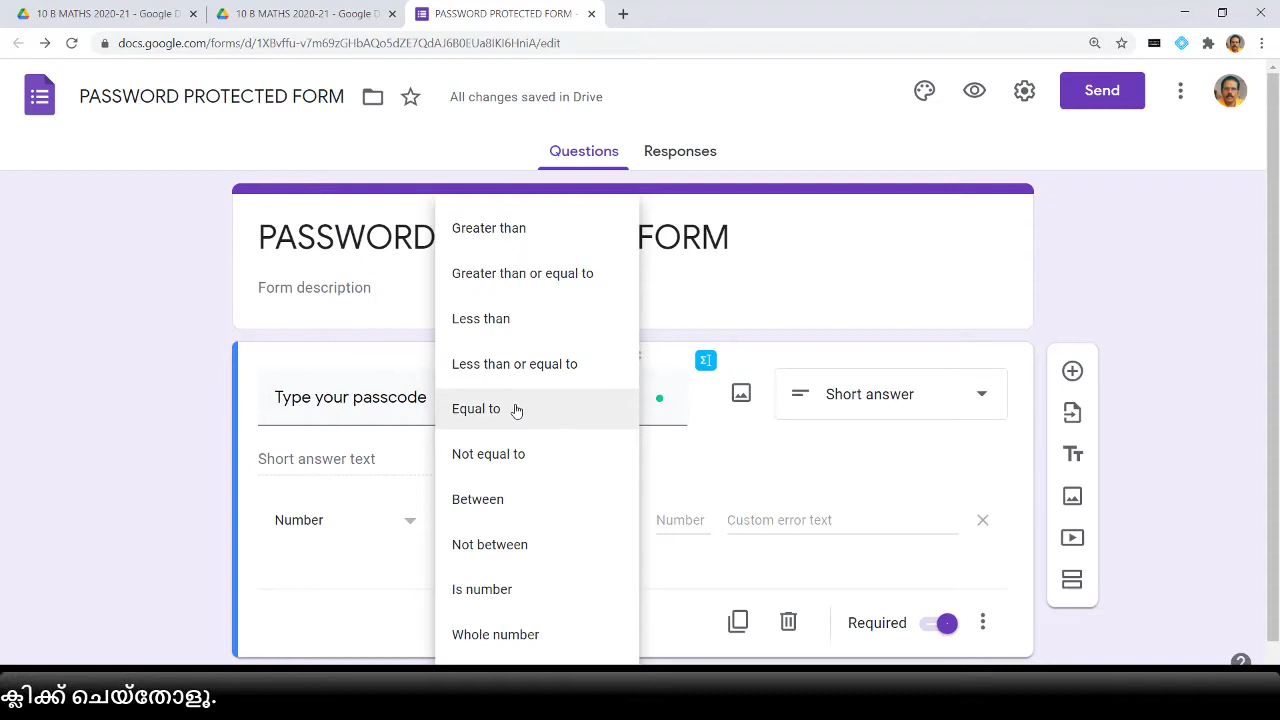 10 B MATHS 2020-21 - Google D
10 B MATHS 2020-21 - Google D
PASSWORD PROTECTED FORM -
docs.google.com/forms/d/1XBvffu-v7m69zGHbAQo5dZE7QdAJ6B0EUa8IKI6HniA/edit
PASSWORD PROTECTED FORM
All changes saved in Drive
Send
Questions
Responses
PASSWORD FORM
Form description
Greater than
Greater than or equal to
Less than
Less than or equal to
Equal to
Not equal to
Between
Not between
Is number
Whole number
Type your passcode
Short answer
Short answer text
Number
Number
Custom error text
Required
ക്ലിക്ക് ചെയ്തോളൂ.